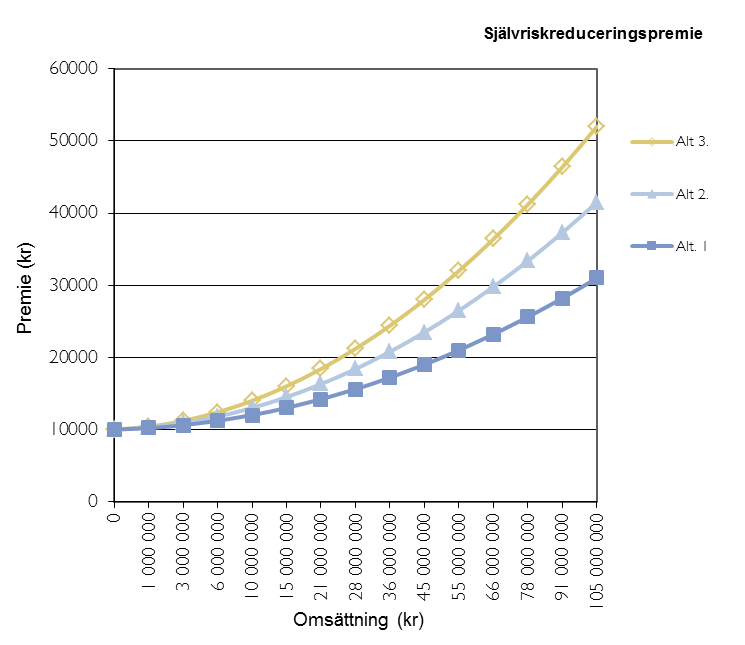 Självriskreduceringspremie
60000
50000
40000
30000
20000
10000
0
Premie (kr)
0
1 000 000
3 000 000
6 000 000
10 000 000
15 000 000
21 000 000
28 000 000
36 000 000
45 000 000
55 000 000
66 000 000
78 000 000
91 000 000
105 000 000
Omsättning (kr)
Alt 3.
Alt 2.
Alt. 1